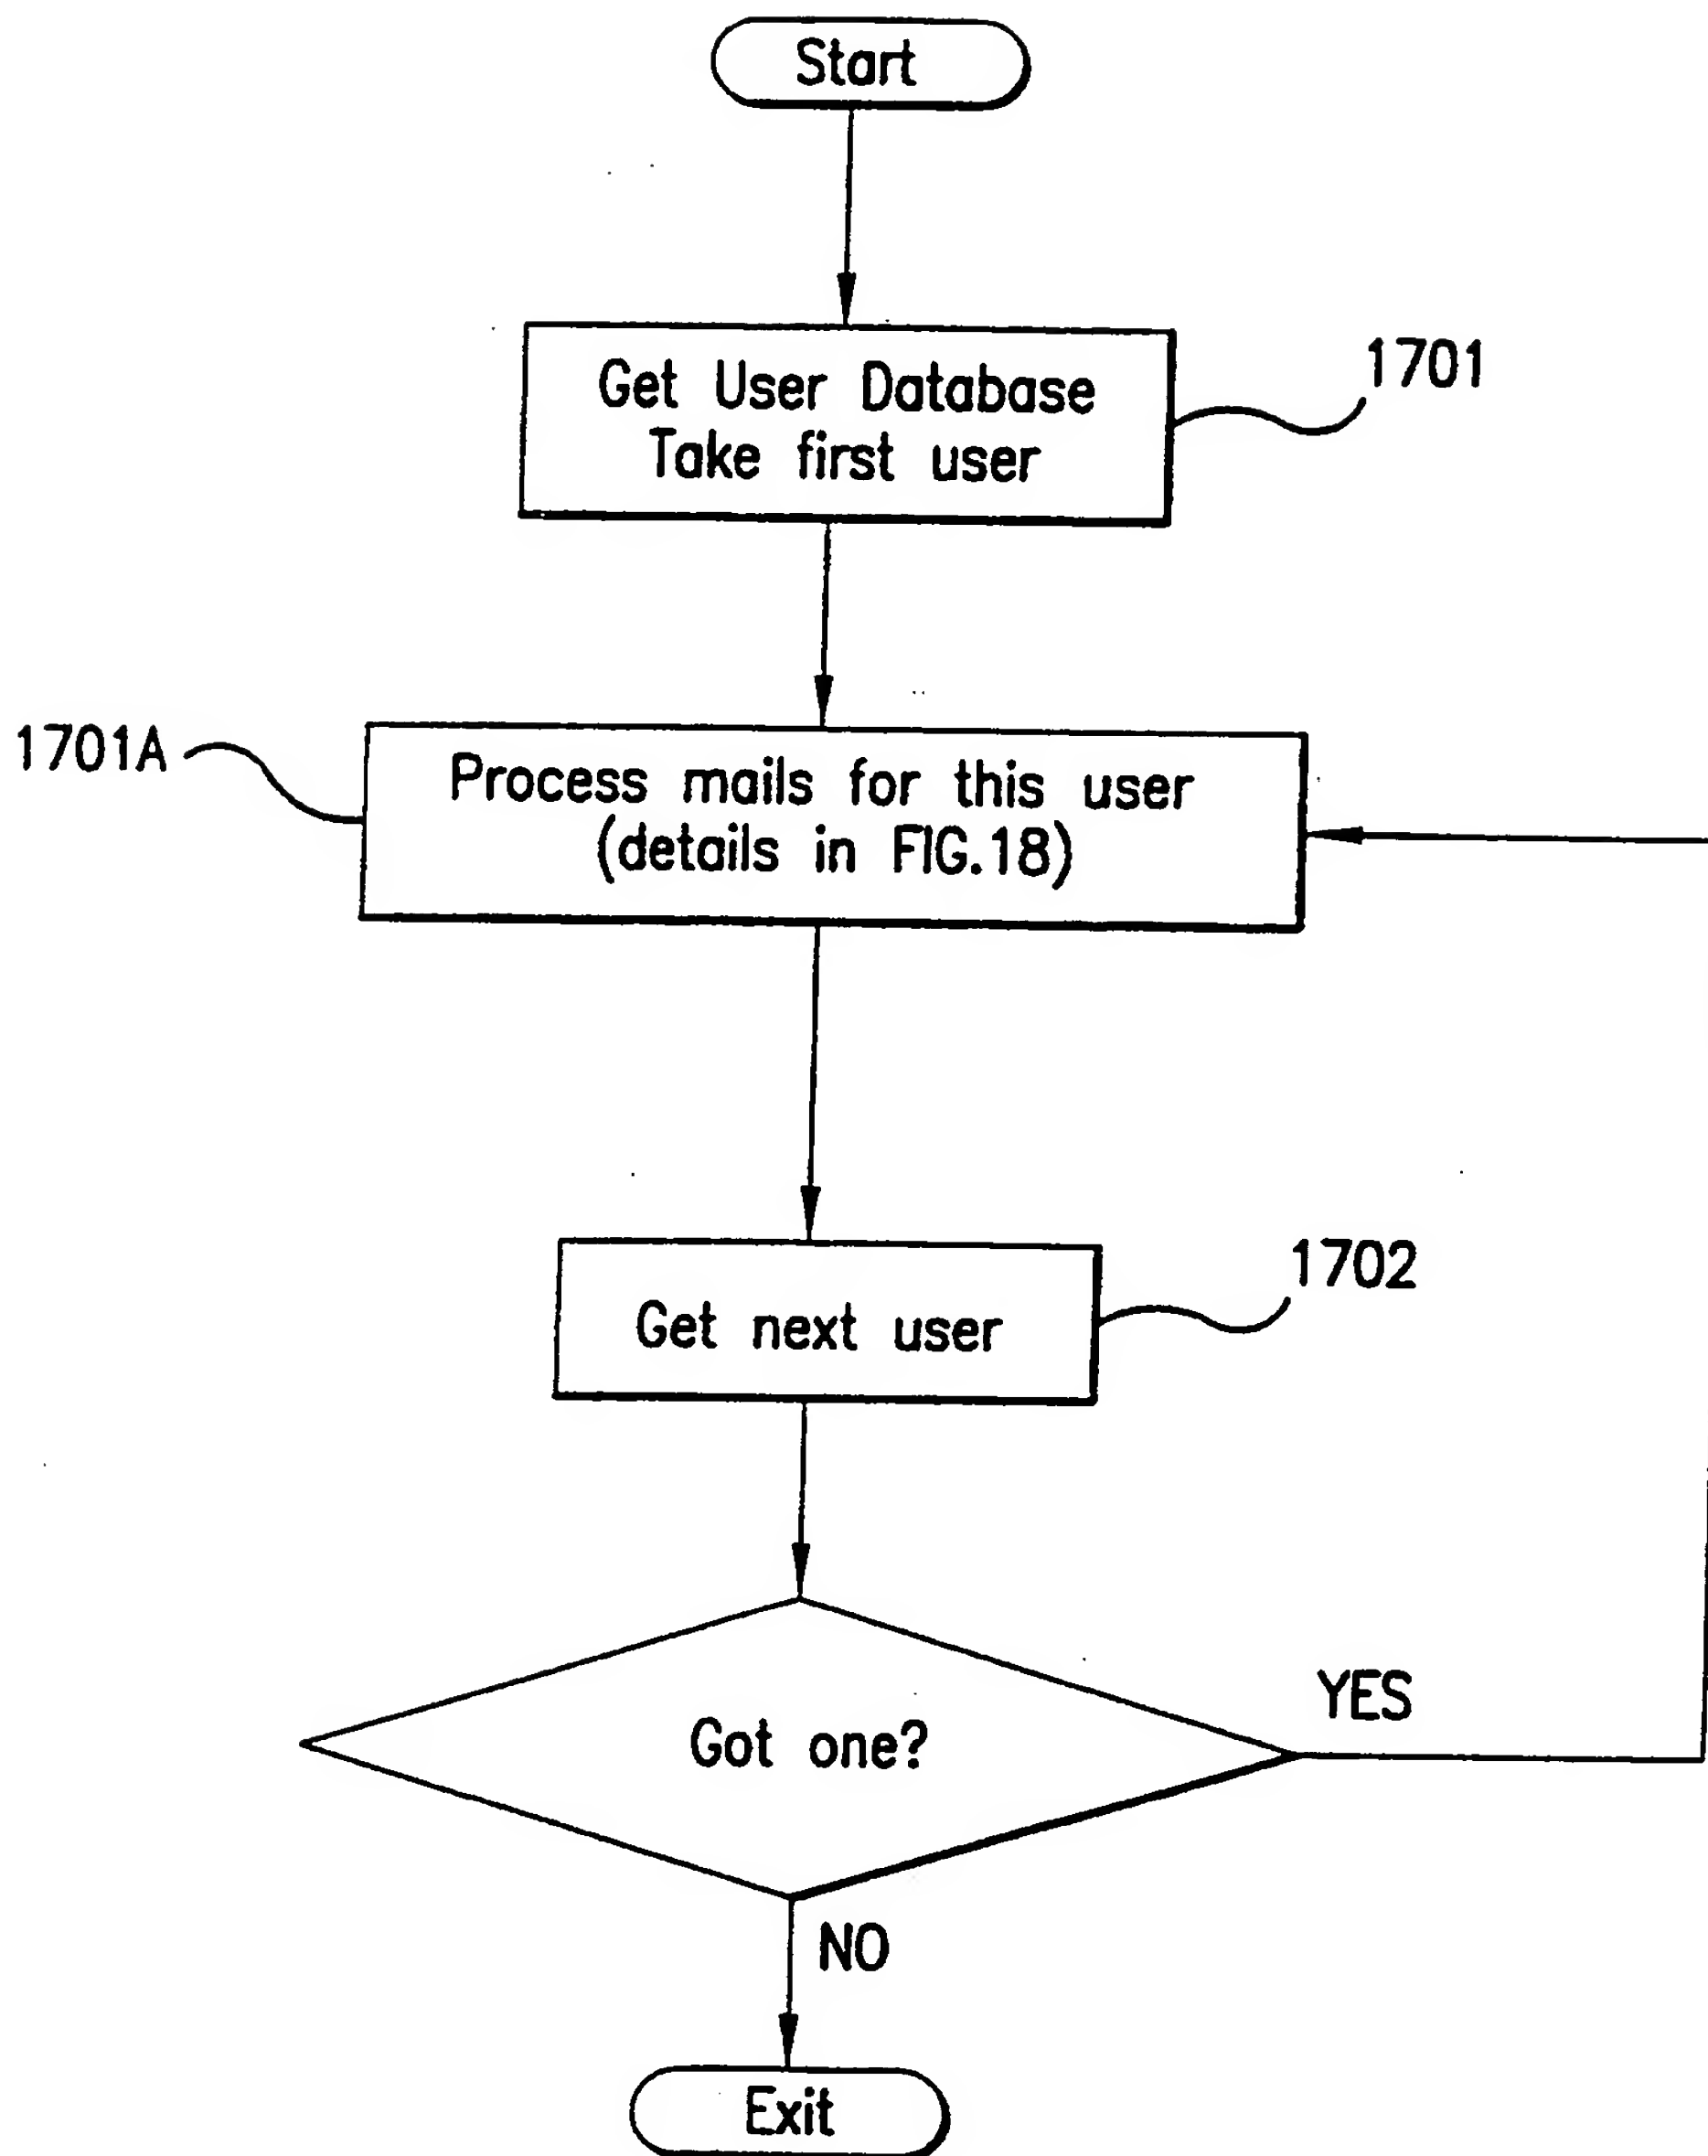 Start
Get User Database
Take first user
1701
1701A
Process mails for this user
(details in FIG.18)
Get next user
1702
Got one?
YES
NO
Exit